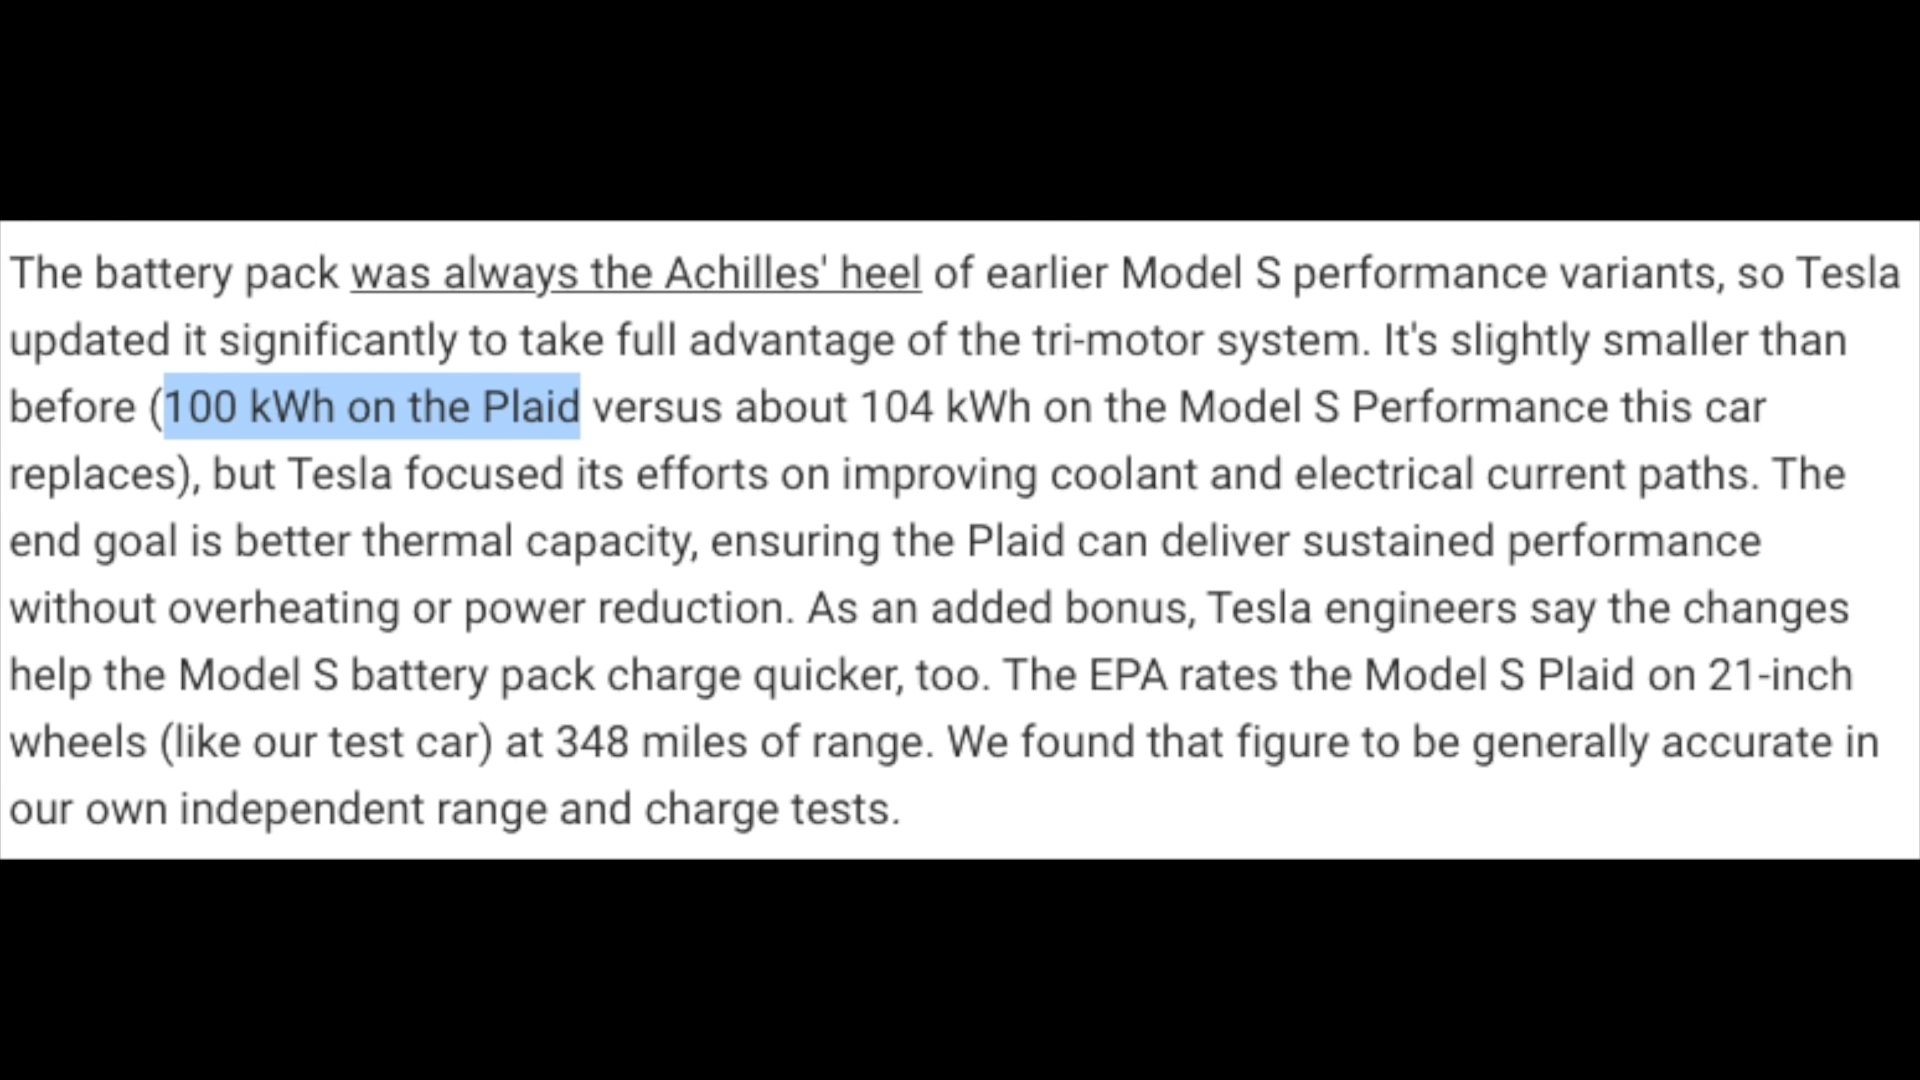 The battery pack was always the Achilles' heel of earlier Model S performance variants, so Tesla
updated it significantly to take full advantage of the tri-motor system. It's slightly smaller than
before (100 kWh on the Plaid versus about 104 kWh on the Model S Performance this car
replaces), but Tesla focused its efforts on improving coolant and electrical current paths. The
end goal is better thermal capacity, ensuring the Plaid can deliver sustained performance
without overheating or power reduction. As an added bonus, Tesla engineers say the changes
help the Model S battery pack charge quicker, too. The EPA rates the Model S Plaid on 21-inch
wheels (like our test car) at 348 miles of range. We found that figure to be generally accurate in
our own independent range and charge tests.